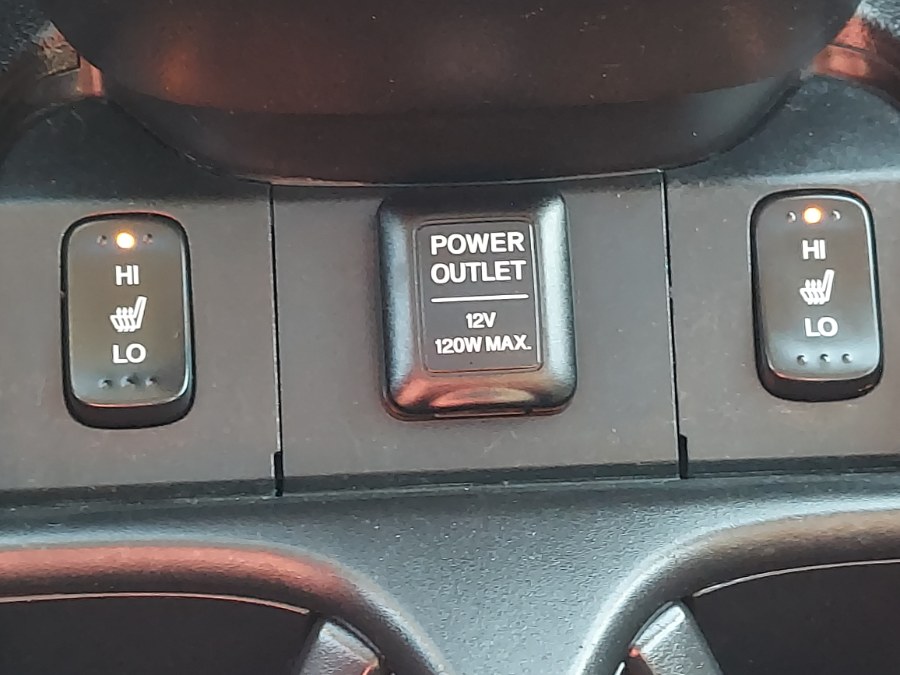 HI
LO
POWER
OUTLET
12V
120W MAX.
HI
LO